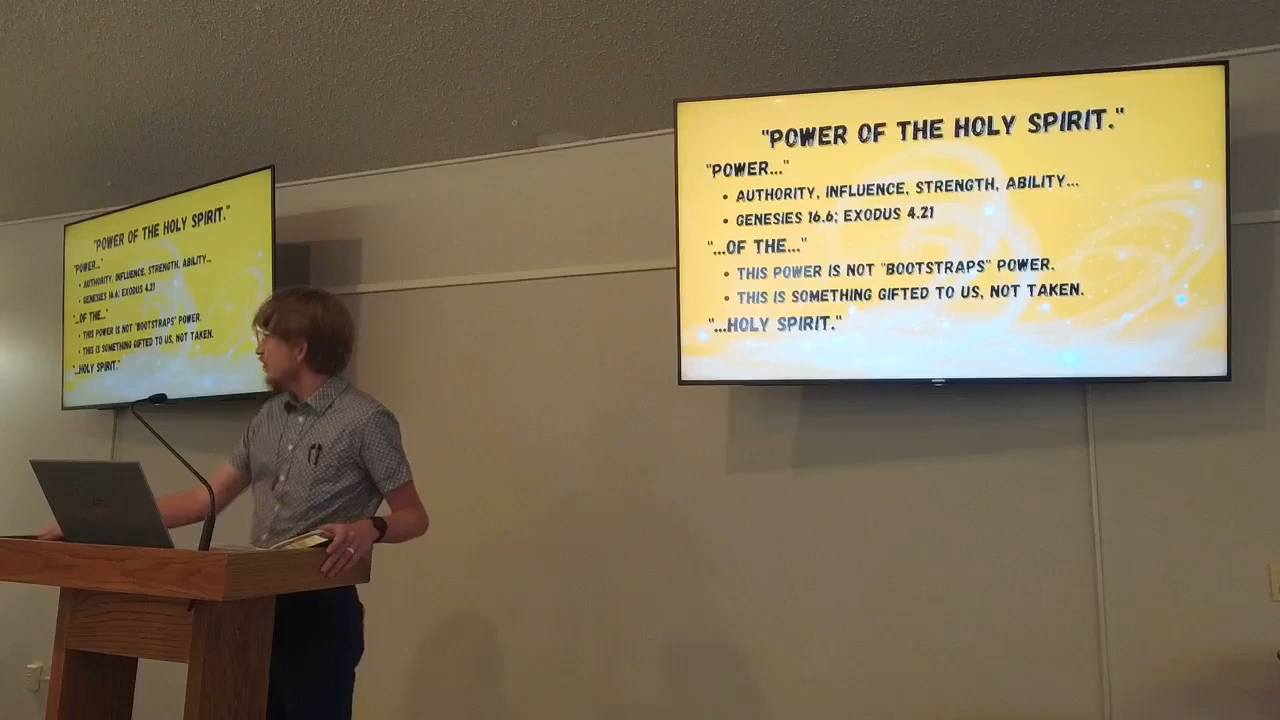 "POWER OF THE HOLY SPIRIT."
"POWER..."
• AUTHORITY, INFLUENCE, STRENGTH, ABILITY...
• GENESIES 16.6; EXODUS 4.21
"...OF THE..."
• THIS POWER IS NOT "BOOTSTRAPS" POWER.
• THIS IS SOMETHING GIFTED TO US, NOT TAKEN.
"...HOLY SPIRIT."
"POWER OF THE HOLY SPIRIT."
"POWER..."
• AUTHORITY, INFLUENCE, STRENGTH, ABILITY...
• GENESIES 16.6; EXODUS 4.21
"...OF THE..."
• THIS POWER IS NOT "BOOTSTRAPS" POWER.
• THIS IS SOMETHING GIFTED TO US, NOT TAKEN.
"...HOLY SPIRIT."